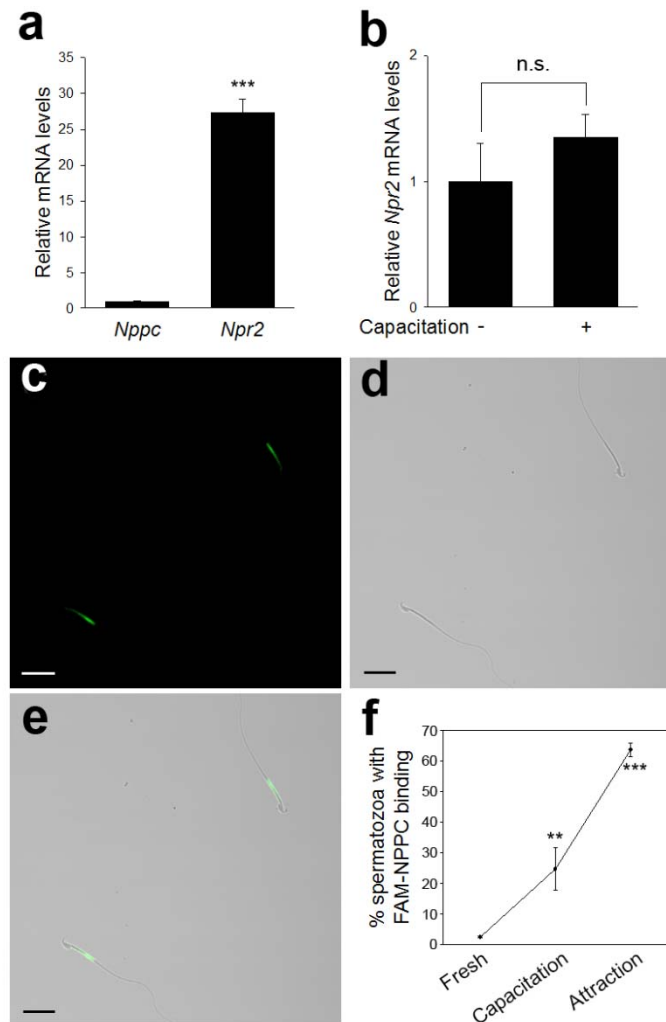 a
Relative mRNA levels
35
30
25
20
15
10
5
0
***
Nppc Npr2
b
Relative Npr2 mRNA levels
2
1
0
n.s.
Capacitation - +
c
d
e
f
% spermatozoa with
FAM-NPPC binding
70
60
50
40
30
20
10
0
**
***
Fresh
Capacitation
Attraction